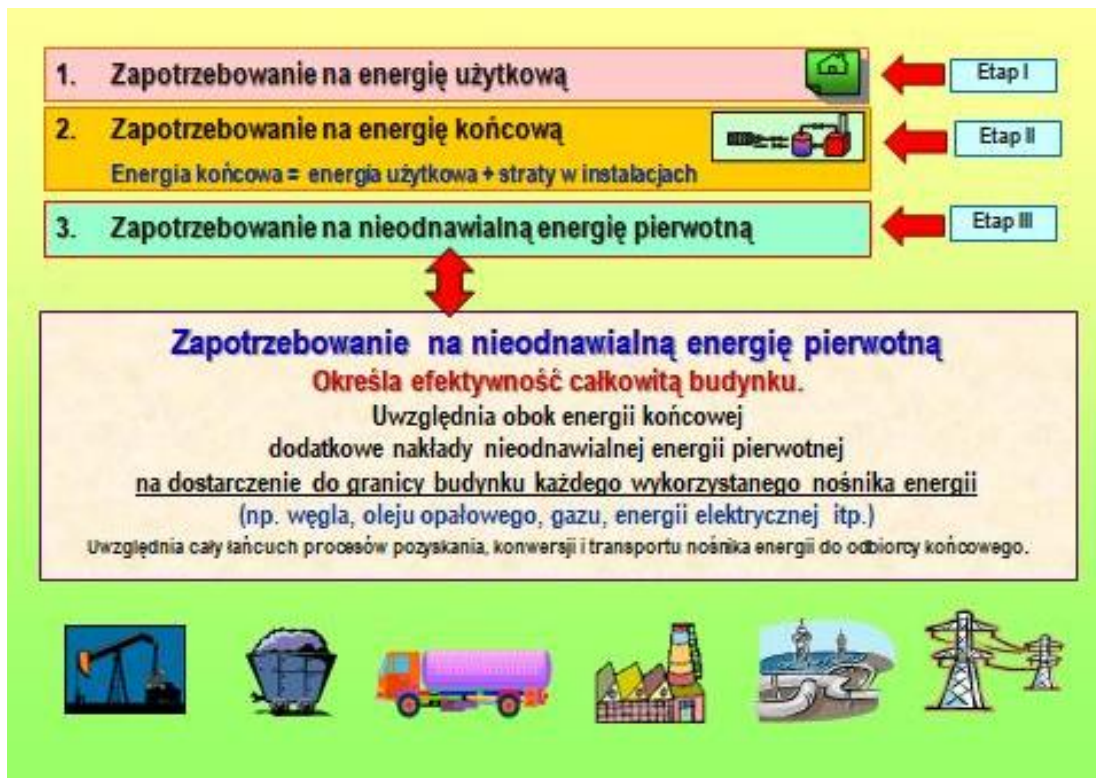 1. Zapotrzebowanie na energię użytkową
Etap I
2. Zapotrzebowanie na energię końcową
Etap II
Energia końcowa = energia użytkowa + straty w instalacjach
3. Zapotrzebowanie na nieodnawialną energię pierwotną
Etap III
Zapotrzebowanie na nieodnawialną energię pierwotną
Określa efektywność całkowitą budynku.
Uwzględnia obok energii końcowej
dodatkowe nakłady nieodnawialnej energii pierwotnej
na dostarczenie do granicy budynku każdego wykorzystanego nośnika energii
(np. węgla, oleju opałowego, gazu, energii elektrycznej itp.)
Uwzględnia cały łańcuch procesów pozyskania, konwersji i transportu nośnika energii do odbiorcy końcowego.